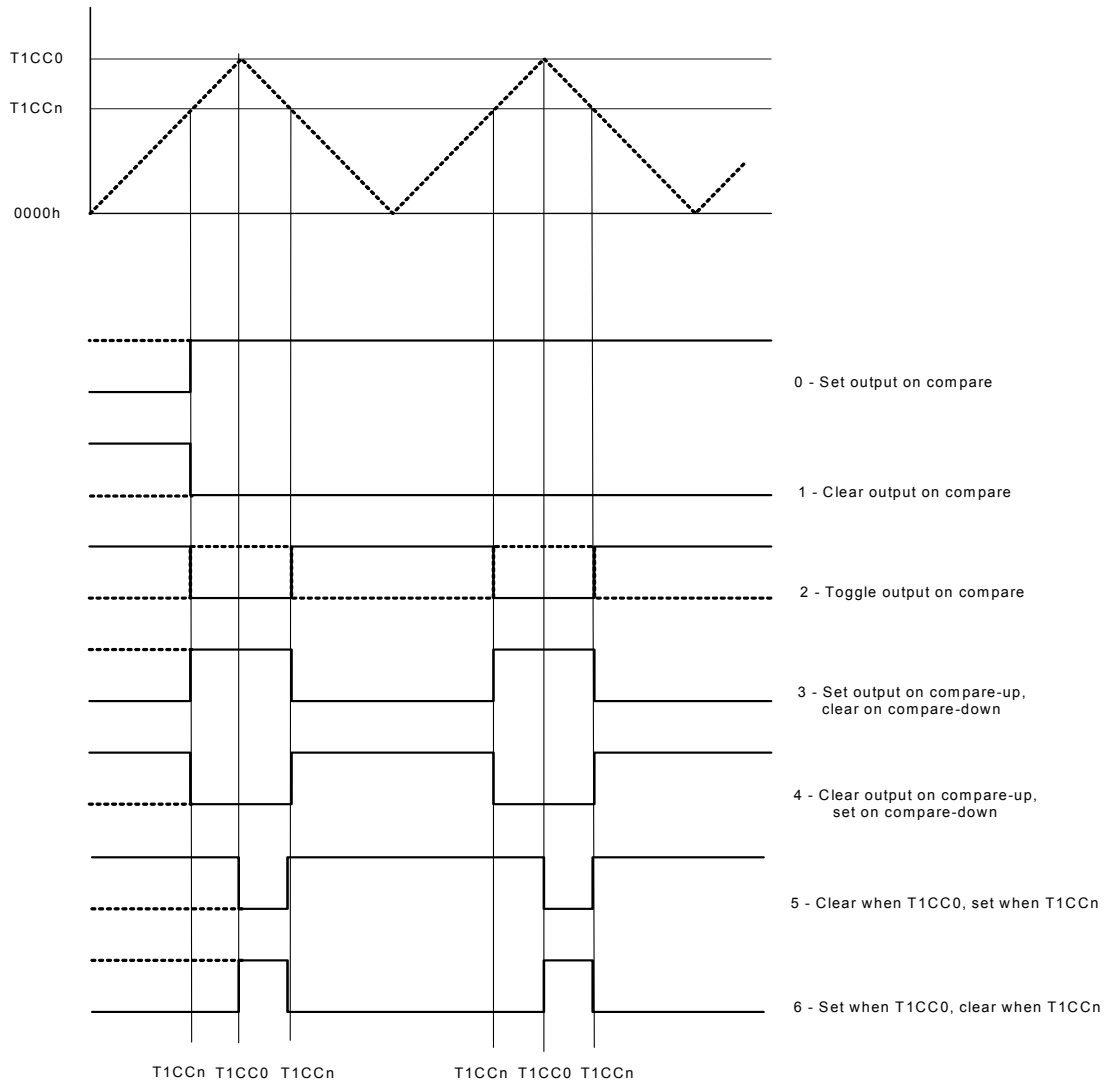 T1CC0
T1CCn
0000h
0 - Set output on compare
1 - Clear output on compare
2 - Toggle output on compare
3 - Set output on compare-up,
clear on compare-down
4 - Clear output on compare-up,
set on compare-down
5 - Clear when T1CC0, set when T1CCn
6 - Set when T1CC0, clear when T1CCn
T1CCn T1CC0 T1CCn T1CCn T1CC0 T1CCn